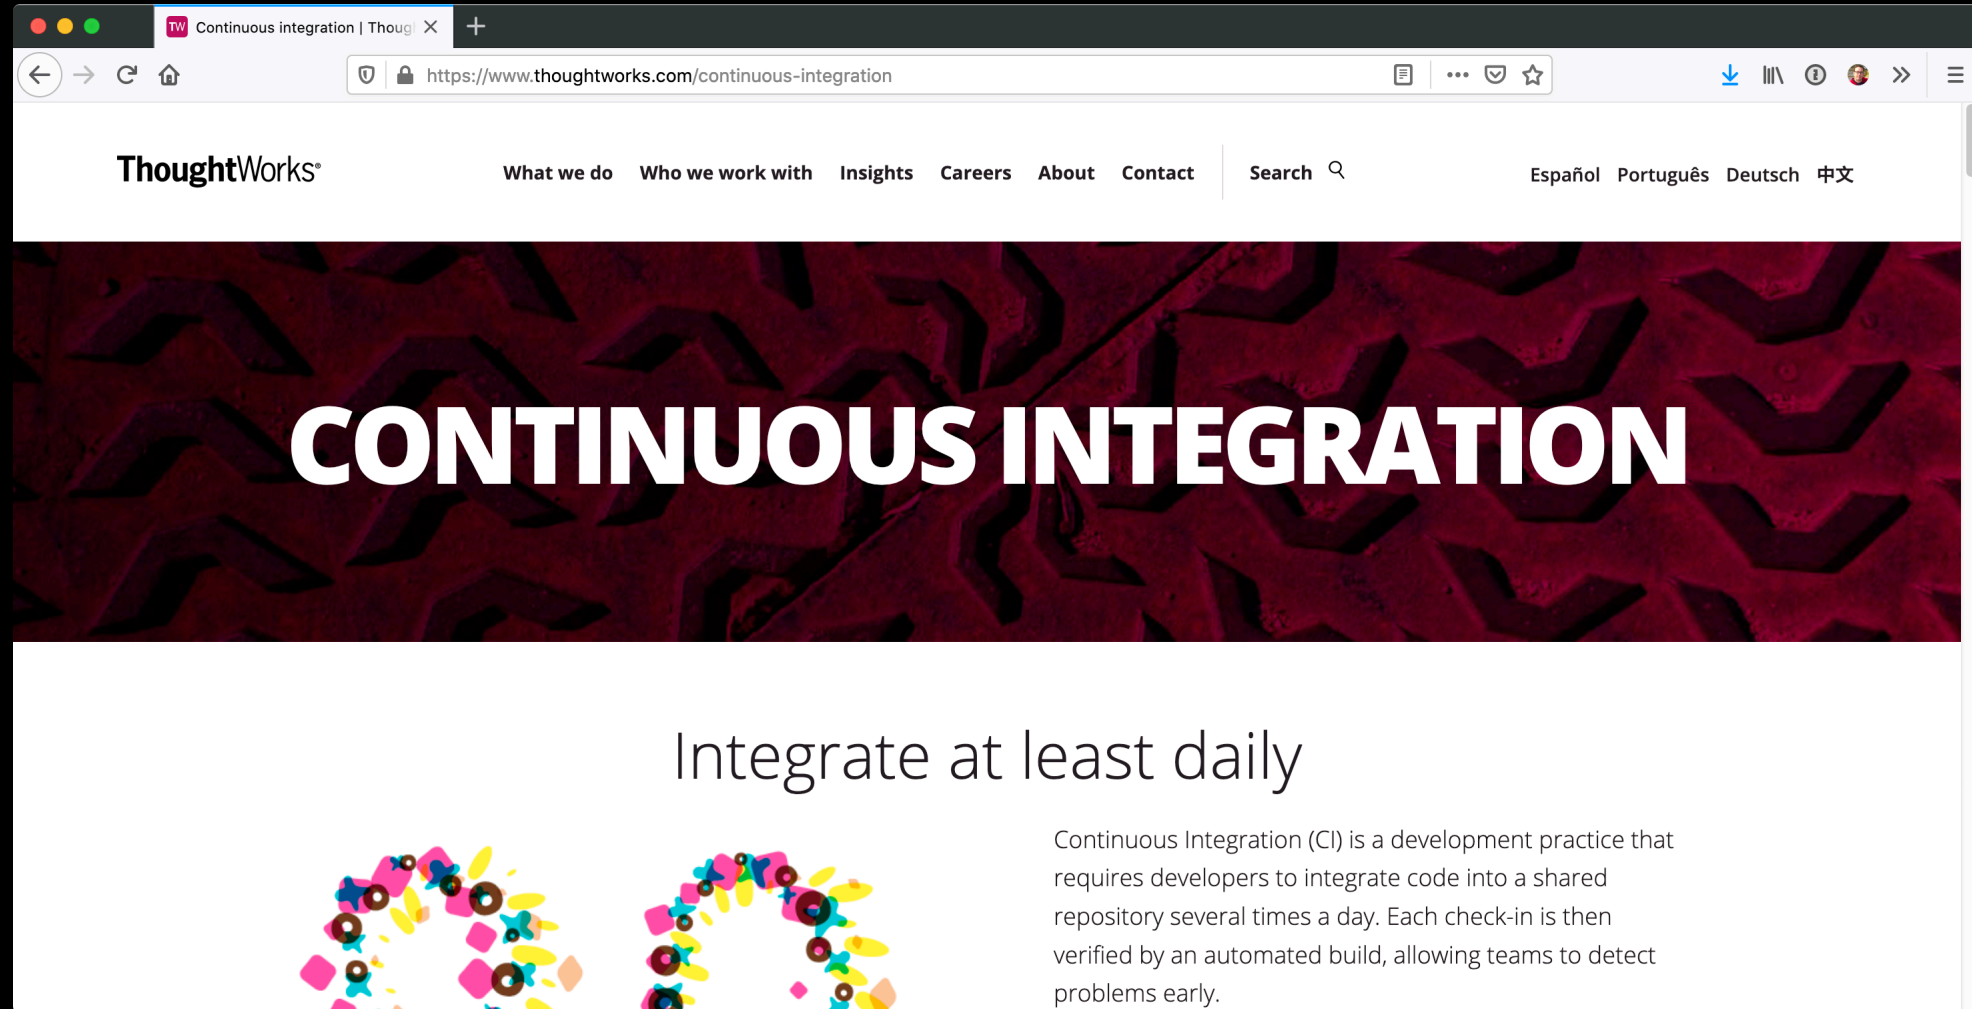 TW Continuous integration | Thoug
https://www.thoughtworks.com/continuous-integration
ThoughtWorks®
What we do Who we work with Insights Careers About Contact Search Español Português Deutsch 中文
CONTINUOUS INTEGRATION
Integrate at least daily
Continuous Integration (CI) is a development practice that
requires developers to integrate code into a shared
repository several times a day. Each check-in is then
verified by an automated build, allowing teams to detect
problems early.